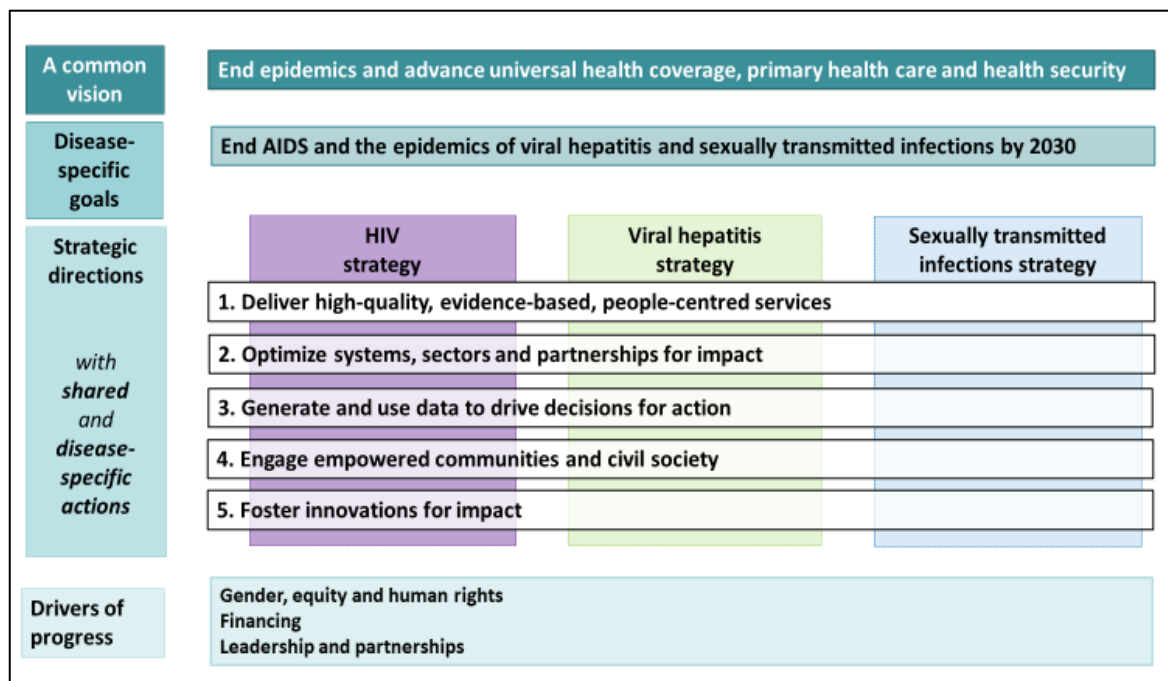 A common
vision
End epidemics and advance universal health coverage, primary health care and health security
Disease-
specific
goals
End AIDS and the epidemics of viral hepatitis and sexually transmitted infections by 2030
Strategic
directions
with
shared
and
disease-
specific
actions
HIV
strategy
Viral hepatitis
strategy
Sexually transmitted
infections strategy
1. Deliver high-quality, evidence-based, people-centred services
2. Optimize systems, sectors and partnerships for impact
3. Generate and use data to drive decisions for action
4. Engage empowered communities and civil society
5. Foster innovations for impact
Drivers of
progress
Gender, equity and human rights
Financing
Leadership and partnerships